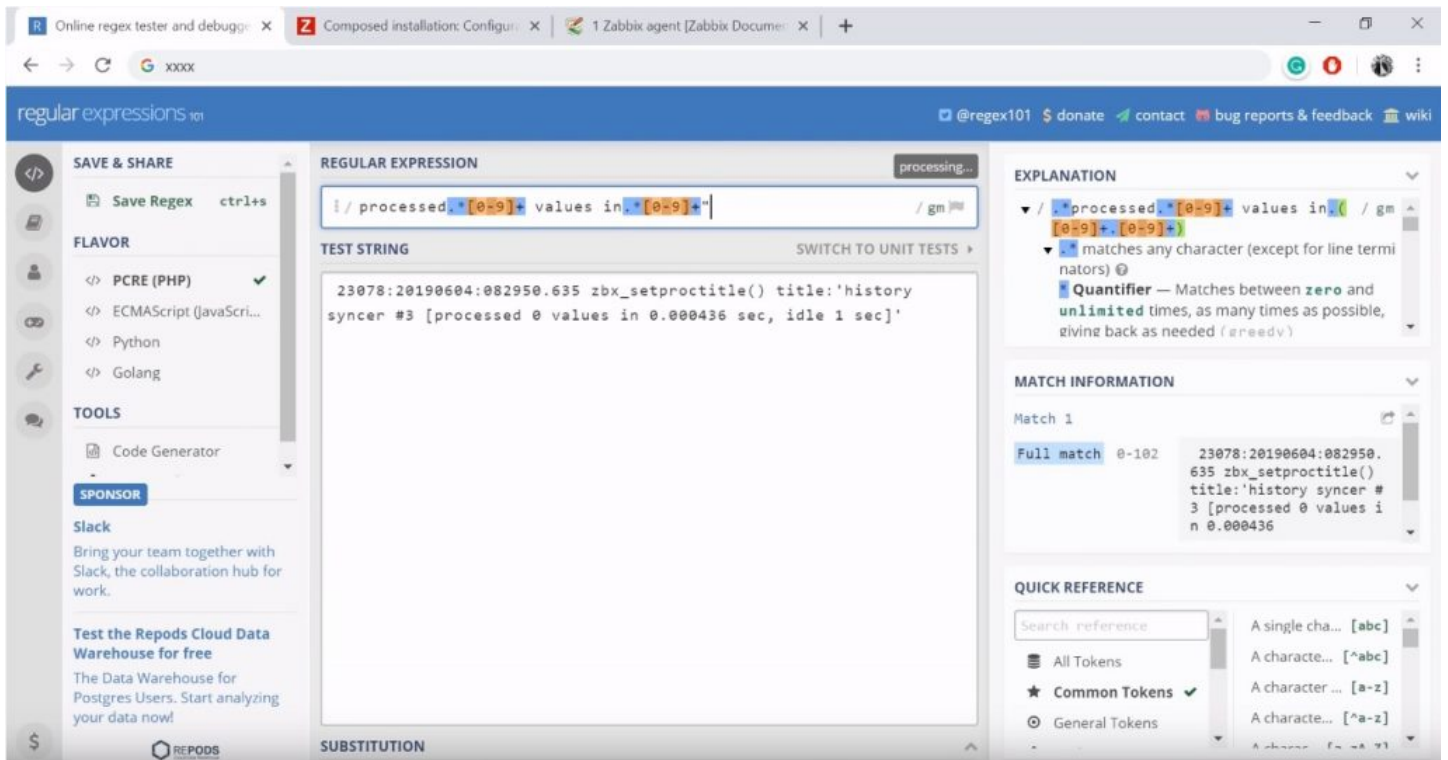 Online regex tester and debugge
Composed installation: Configur
1 Zabbix agent [Zabbix Documen
xxxx
regular expressions 101
@regex101 $ donate contact bug reports & feedback wiki
SAVE & SHARE
Save Regex ctrl+s
FLAVOR
</> PCRE (PHP)
</> ECMAScript (JavaScri...
</> Python
</> Golang
TOOLS
Code Generator
SPONSOR
Slack
Bring your team together with
Slack, the collaboration hub for
work.
Test the Repods Cloud Data
Warehouse for free
The Data Warehouse for
Postgres Users. Start analyzing
your data now!
REPODS
$
REGULAR EXPRESSION
processing...
/ processed.*[0-9]+ values in.*[0-9]+" / gm
TEST STRING
SWITCH TO UNIT TESTS
23078:20190604:082950.635 zbx_setproctitle() title:'history
syncer #3 [processed 0 values in 0.000436 sec, idle 1 sec]'
SUBSTITUTION
EXPLANATION
/ .*processed.*[0-9]+ values in.( / gm
[0-9]+.[0-9]+)
.* matches any character (except for line termi
nators)
* Quantifier — Matches between zero and
unlimited times, as many times as possible,
giving back as needed (greedy)
MATCH INFORMATION
Match 1
Full match 0-102 23078:20190604:082950.
635 zbx_setproctitle()
title:'history syncer #
3 [processed 0 values i
n 0.000436
QUICK REFERENCE
Search reference
All Tokens
Common Tokens
General Tokens
A single cha... [abc]
A characte... [^abc]
A character ... [a-z]
A characte... [^a-z]